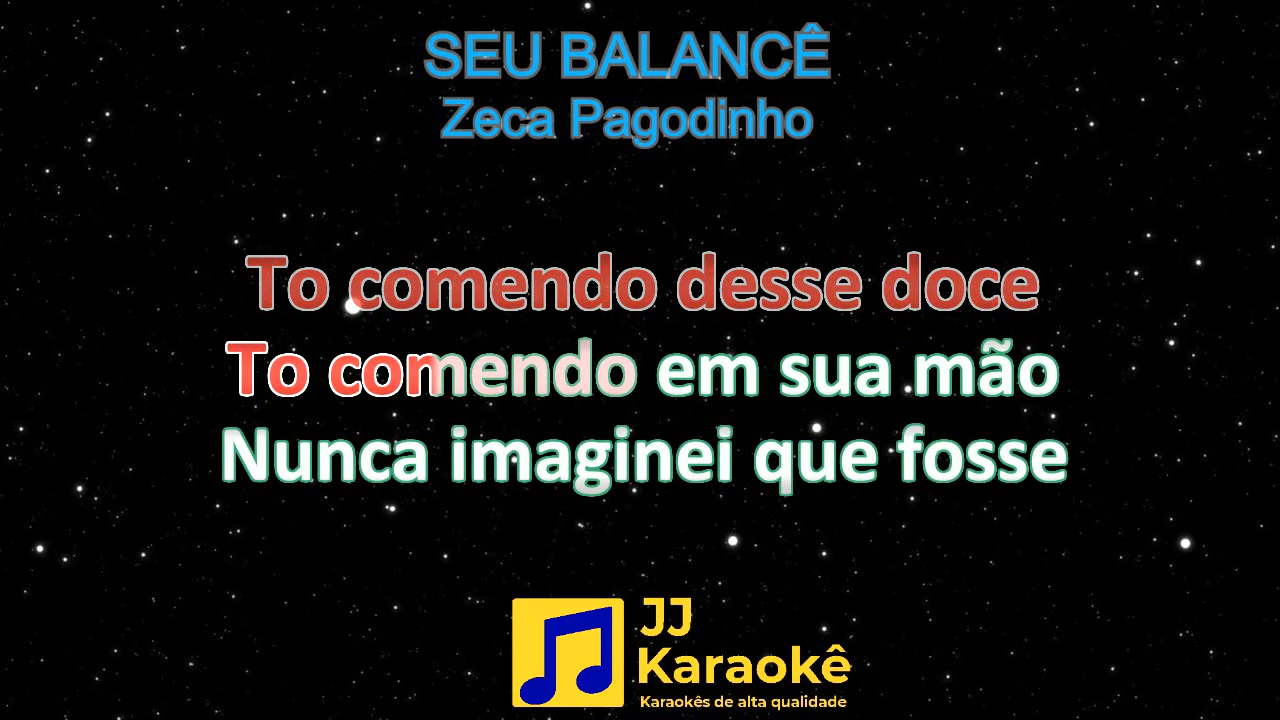 SEU BALANCÊ
Zeca Pagodinho
To comendo desse doce
To comendo em sua mão
Nunca imaginei que fosse
JJ
Karaokê
Karaokês de alta qualidade